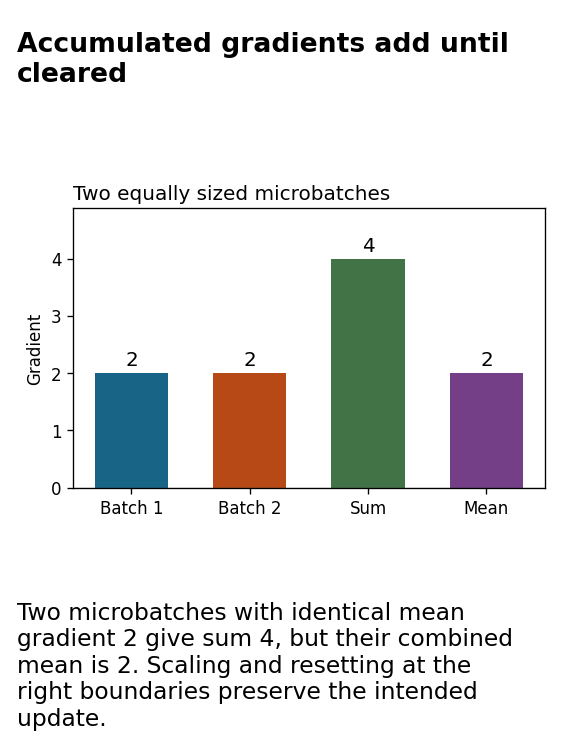 Accumulated gradients add until
cleared
Two equally sized microbatches
4
2
2
2
Gradient
4
3
2
1
0
Batch 1
Batch 2
Sum
Mean
Two microbatches with identical mean
gradient 2 give sum 4, but their combined
mean is 2. Scaling and resetting at the
right boundaries preserve the intended
update.